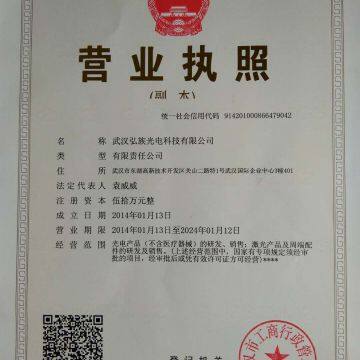 营业执照
(副 本)
统一社会信用代码 914201000866479042
名称 武汉弘族光电科技有限公司
类型 有限责任公司
住所 武汉市东湖高新技术开发区关山二路特1号武汉国际企业中心3幢401
法定代表人 袁威威
注册资本 伍拾万元整
成立日期 2014年01月13日
营业期限 2014年01月13日至2024年01月12日
经营范围 光电产品（不含医疗器械）的研发、销售；激光产品及周端配
件的研发及销售。（上述经营范围中，国家有专项规定须经审
批的项目，经审批后或凭有效许可证方可经营）****
登记机关
汉市工商行政管